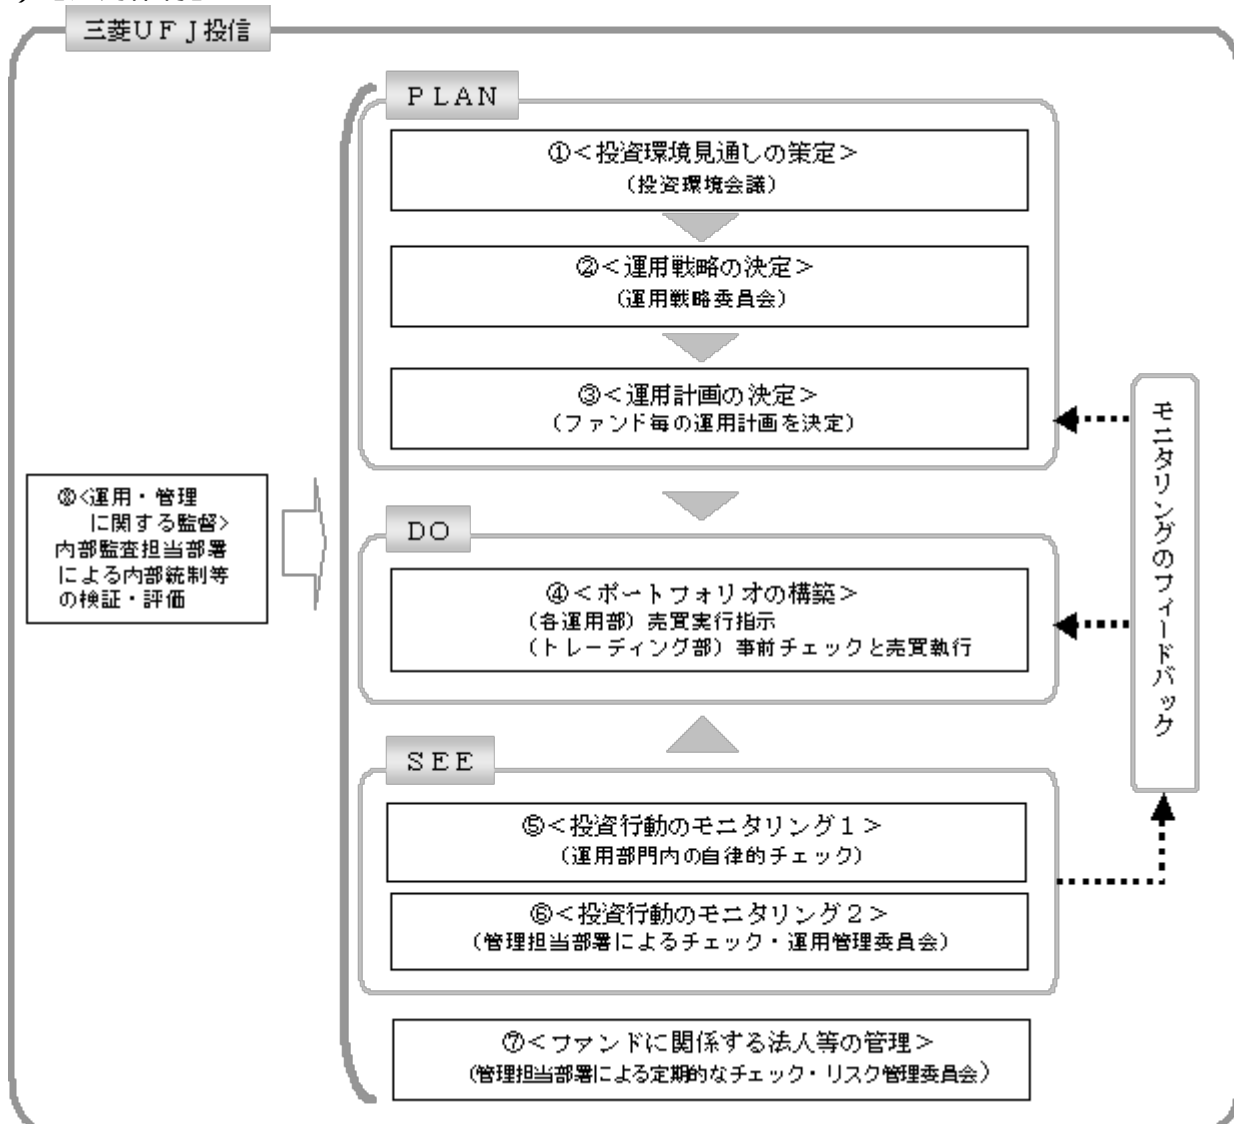 三菱ＵＦＪ投信
ＰＬＡＮ
①＜投資環境見通しの策定＞
（投資環境会議）
②＜運用戦略の決定＞
（運用戦略委員会）
③＜運用計画の決定＞
（ファンド毎の運用計画を決定）
モニタリングのフィードバック
⑧<運用・管理
に関する監督>
内部監査担当部署
による内部統制等
の検証・評価
ＤＯ
④＜ポートフォリオの構築＞
（各運用部）売買実行指示
（トレーディング部）事前チェックと売買執行
ＳＥＥ
⑤＜投資行動のモニタリング１＞
（運用部門内の自律的チェック）
⑥＜投資行動のモニタリング２＞
（管理担当部署によるチェック・運用管理委員会）
⑦＜ファンドに関係する法人等の管理＞
（管理担当部署による定期的なチェック・リスク管理委員会）